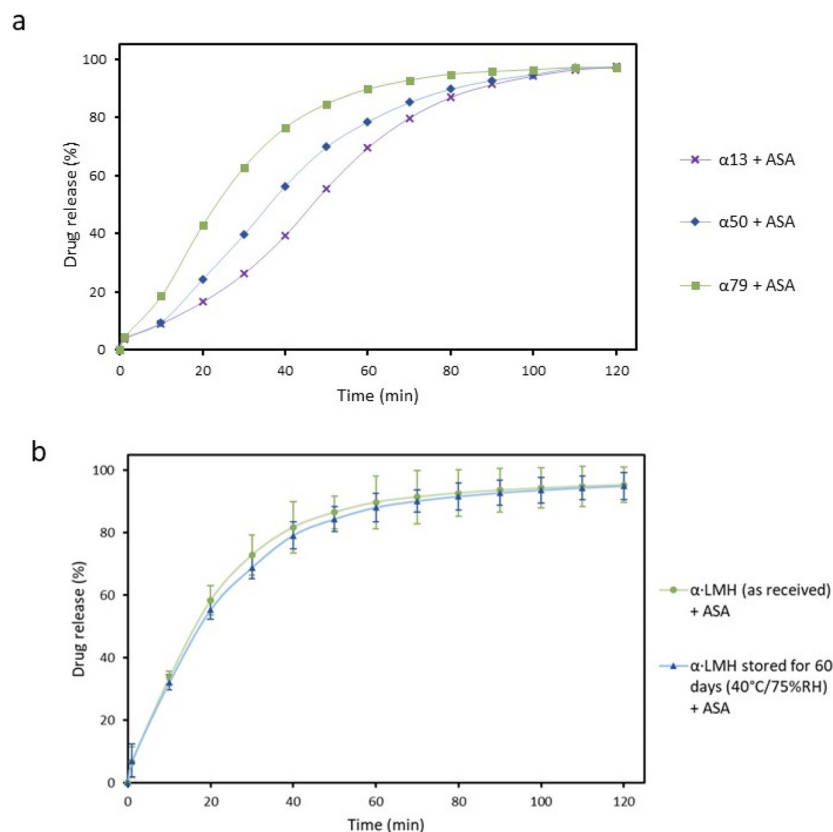 a
100
80
60
40
20
0
Drug release (%)
0 20 40 60 80 100 120
Time (min)
α13 + ASA
α50 + ASA
α79 + ASA
b
100
80
60
40
20
0
Drug release (%)
0 20 40 60 80 100 120
Time (min)
α·LMH (as received)
+ ASA
α·LMH stored for 60
days (40°C/75%RH)
+ ASA